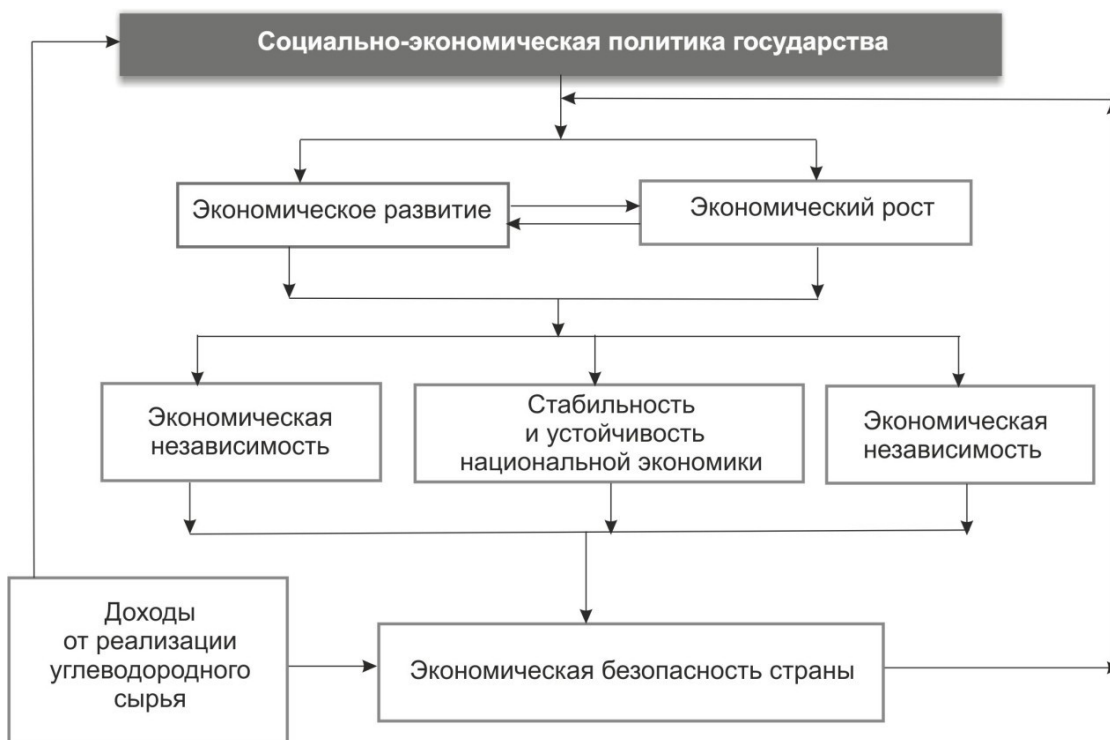 Социально-экономическая политика государства
Экономическое развитие
Экономический рост
Экономическая
независимость
Стабильность
и устойчивость
национальной экономики
Экономическая
независимость
Доходы
от реализации
углеводородного
сырья
Экономическая безопасность страны